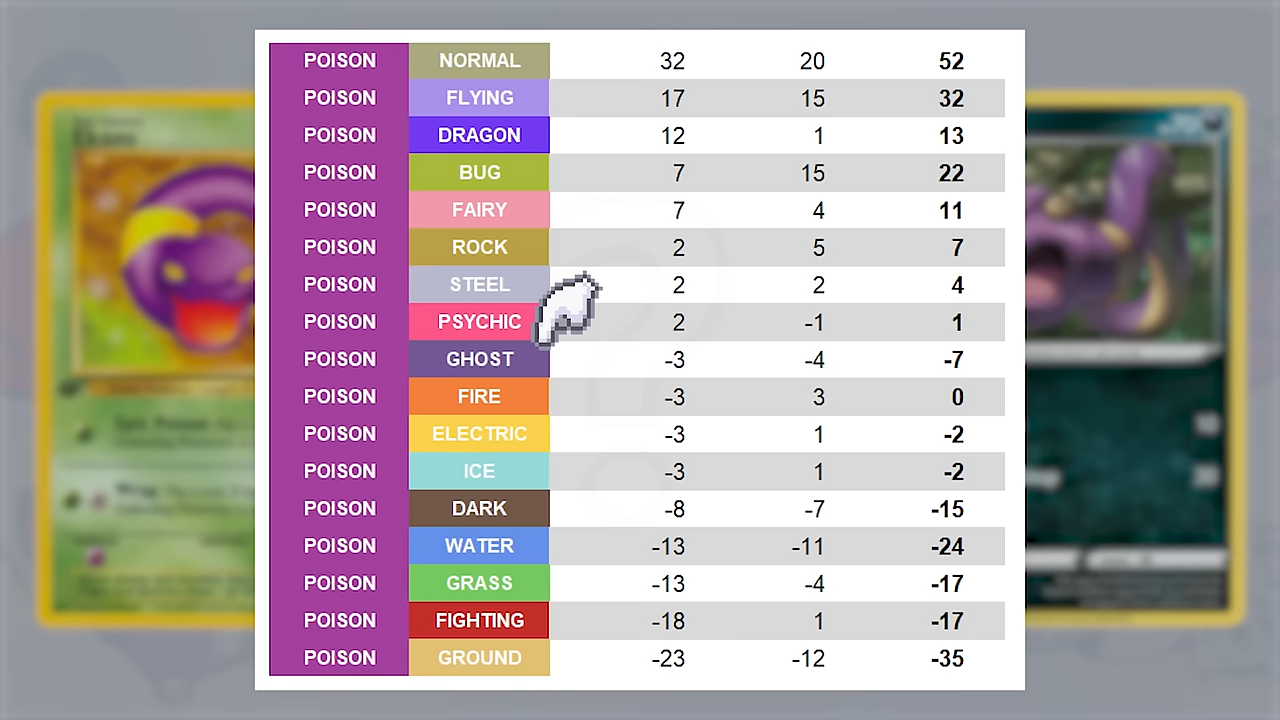 POISON NORMAL 32 20 52
POISON FLYING 17 15 32
POISON DRAGON 12 1 13
POISON BUG 7 15 22
POISON FAIRY 7 4 11
POISON ROCK 2 5 7
POISON STEEL 2 2 4
POISON PSYCHIC 2 -1 1
POISON GHOST -3 -4 -7
POISON FIRE -3 3 0
POISON ELECTRIC -3 1 -2
POISON ICE -3 1 -2
POISON DARK -8 -7 -15
POISON WATER -13 -11 -24
POISON GRASS -13 -4 -17
POISON FIGHTING -18 1 -17
POISON GROUND -23 -12 -35